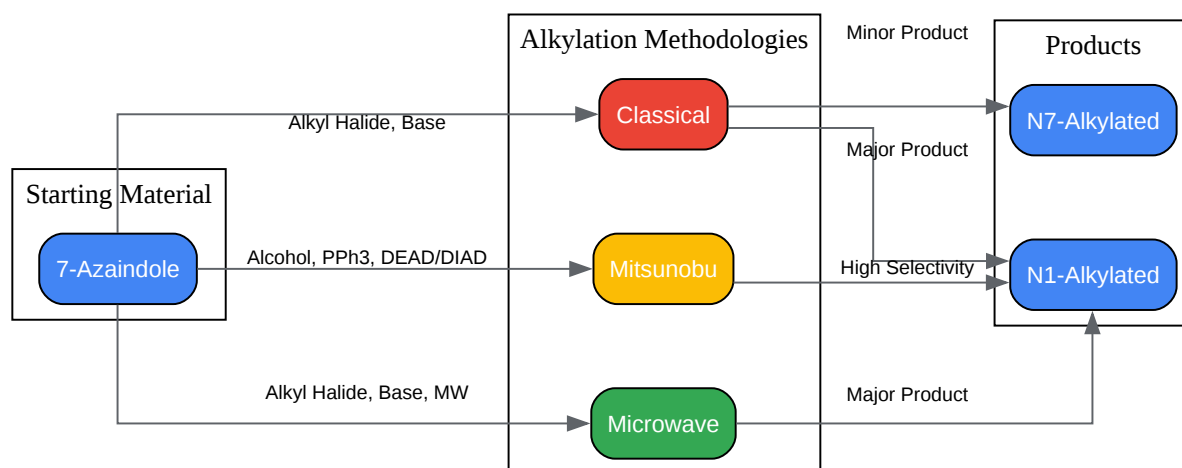 Alkylation Methodologies
Minor Product
Products
Classical
N7-Alkylated
Alkyl Halide, Base
Major Product
Starting Material
7-Azaindole
Alcohol, PPh3, DEAD/DIAD
Mitsunobu
High Selectivity
N1-Alkylated
Alkyl Halide, Base, MW
Microwave
Major Product